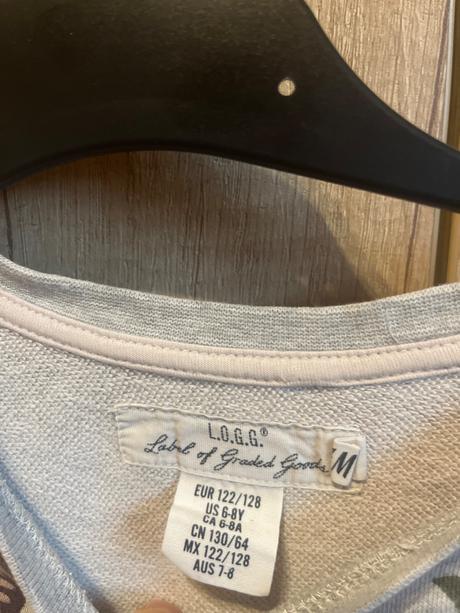 L.O.G.G.®
Label of Graded Goods
M
EUR 122/128
US 6-8Y
CA 6-8A
CN 130/64
MX 122/128
AUS 7-8